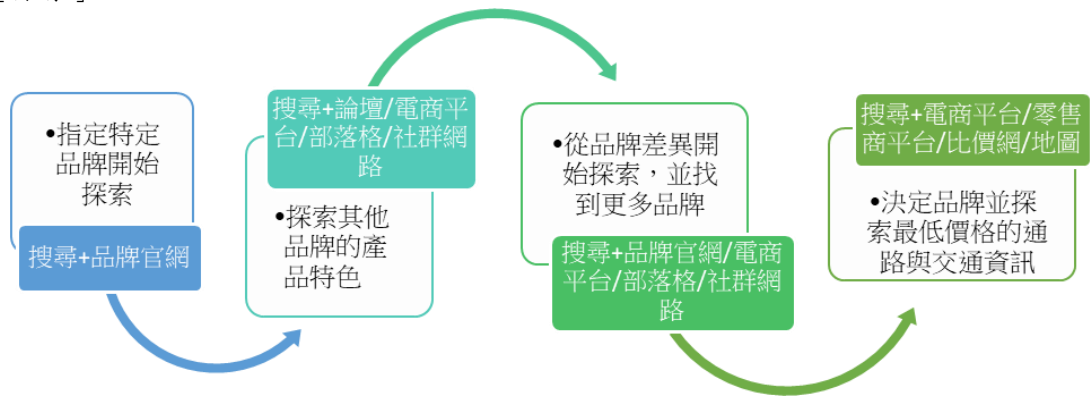 •指定特定
品牌開始
探索
搜尋+品牌官網
搜尋+論壇/電商平
台/部落格/社群網
路
•探索其他
品牌的產
品特色
•從品牌差異開
始探索，並找
到更多品牌
搜尋+品牌官網/電商
平台/部落格/社群網
路
搜尋+電商平台/零售
商平台/比價網/地圖
•決定品牌並探
索最低價格的通
路與交通資訊